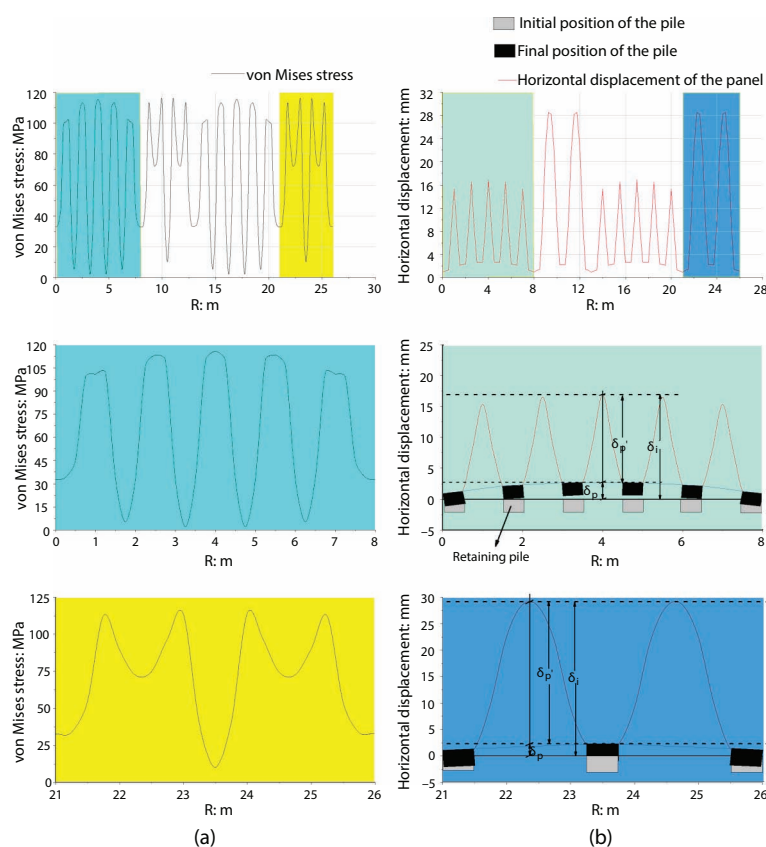 Initial position of the pile
Final position of the pile
von Mises stress
Horizontal displacement of the panel
von Mises stress: MPa
120
100
80
60
40
20
0
0 5 10 15 20 25 30
R: m
Horizontal displacement: mm
32
28
24
20
16
12
8
4
0
0 4 8 12 16 20 24 28
R: m
von Mises stress: MPa
120
105
90
75
60
45
30
15
0
0 1 2 3 4 5 6 7 8
R: m
Horizontal displacement: mm
25
20
15
10
5
0
−5
δp'
δi
δp
Retaining pile
0 2 4 6 8
R: m
von Mises stress: MPa
125
100
75
50
25
0
21 22 23 24 25 26
R: m
Horizontal displacement: mm
30
25
20
15
10
5
0
−5
δp'
δi
δp
21 22 23 24 25 26
R: m
(a)
(b)